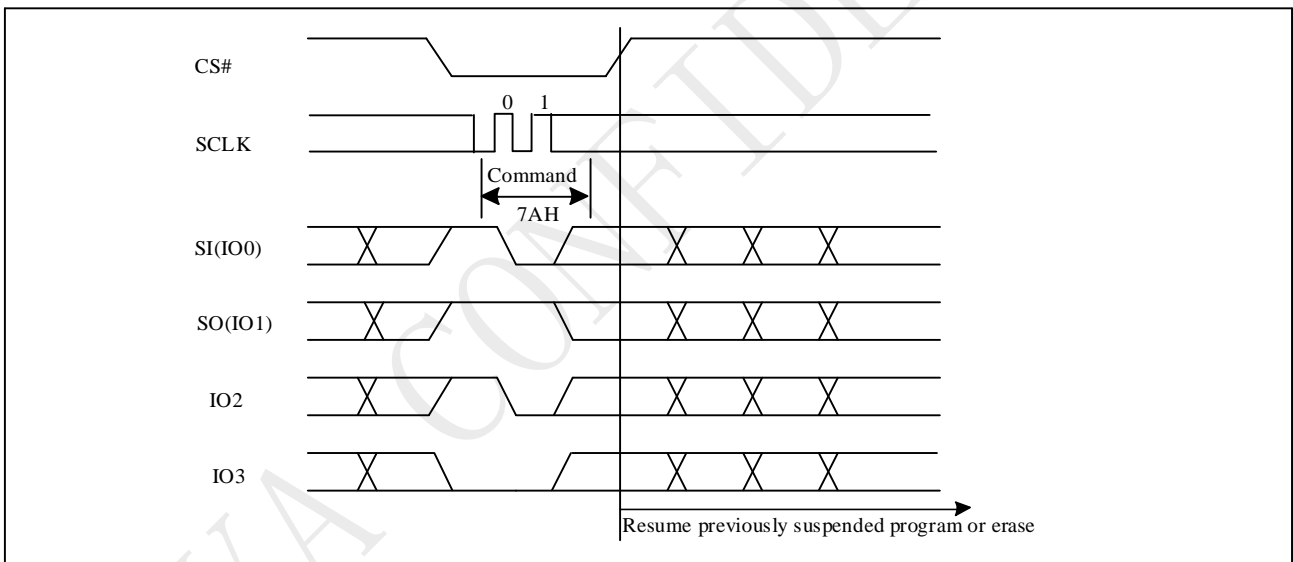 CS#
0 1
SCLK
Command
7AH
SI(IO0)
SO(IO1)
IO2
IO3
Resume previously suspended program or erase